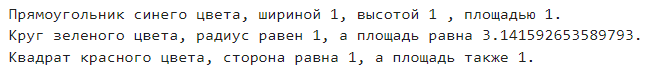 Прямоугольник синего цвета, шириной 1, высотой 1 , площадью 1.
Круг зеленого цвета, радиус равен 1, а площадь равна 3.141592653589793.
Квадрат красного цвета, сторона равна 1, а площадь также 1.